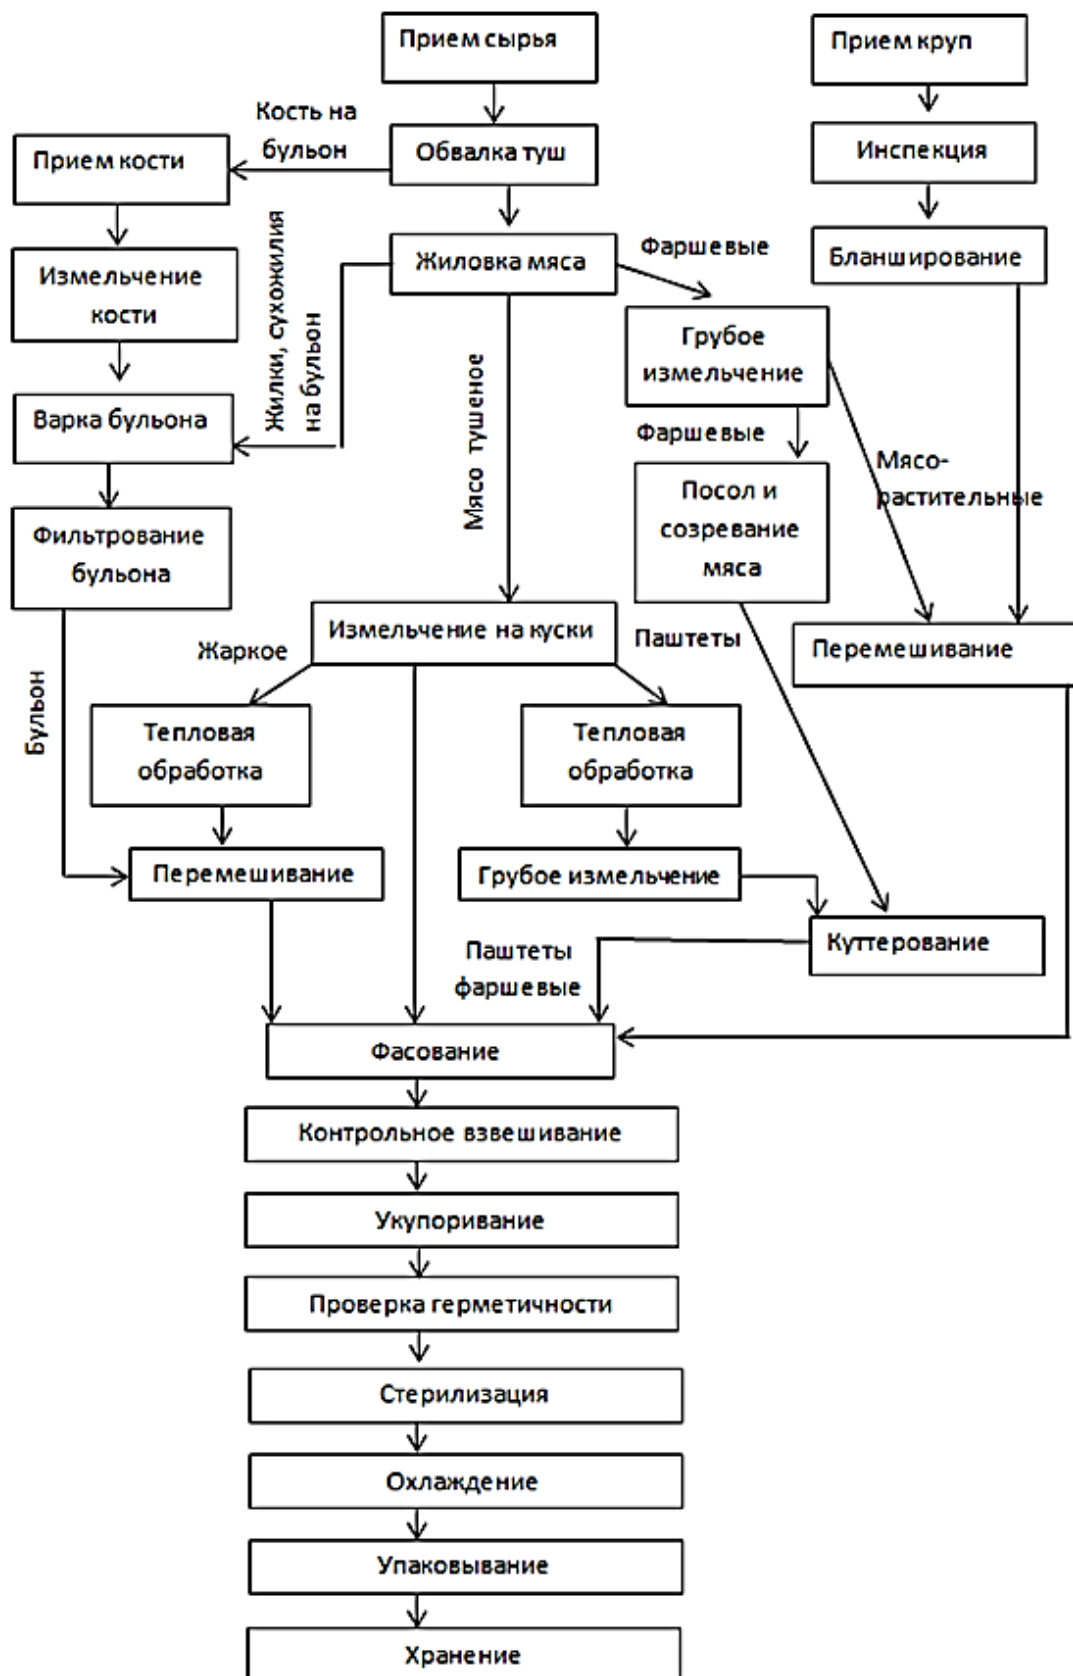 Прием сырья
Прием круп
Кость на
бульон
Прием кости
Обвалка туш
Инспекция
Жиловка мяса
Фаршевые
Бланширование
Измельчение
кости
Жилки, сухожилия
на бульон
Мясо тушеное
Грубое
измельчение
Варка бульона
Фаршевые
Мясо-
растительные
Посол и
созревание
мяса
Фильтрование
бульона
Измельчение на куски
Паштеты
Перемешивание
Жаркое
Бульон
Тепловая
обработка
Тепловая
обработка
Перемешивание
Грубое измельчение
Куттерование
Паштеты
фаршевые
Фасование
Контрольное взвешивание
Укупоривание
Проверка герметичности
Стерилизация
Охлаждение
Упаковывание
Хранение